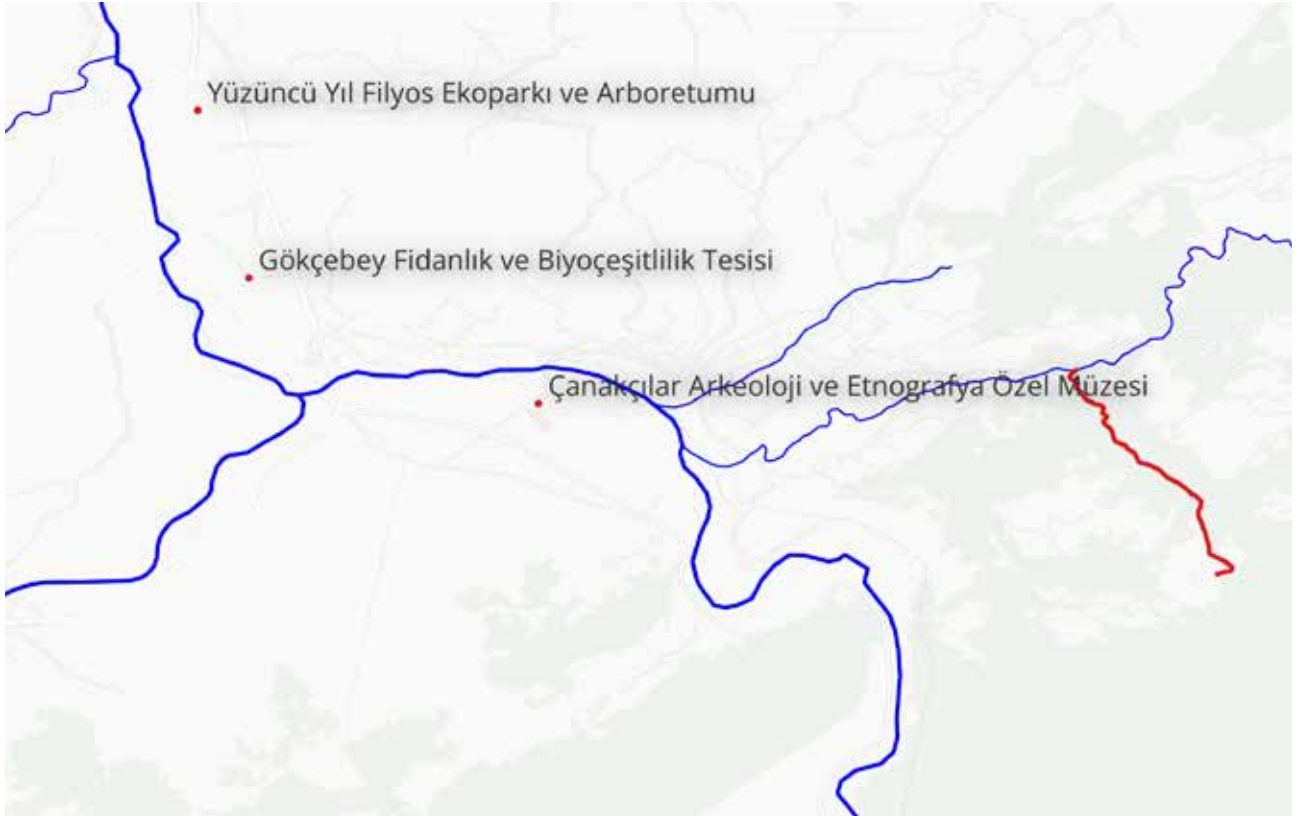 Yüzüncü Yıl Filyos Ekoparkı ve Arboretumu
Gökçebey Fidanlık ve Biyoçeşitlilik Tesisi
Çanakçılar Arkeoloji ve Etnografya Özel Müzesi